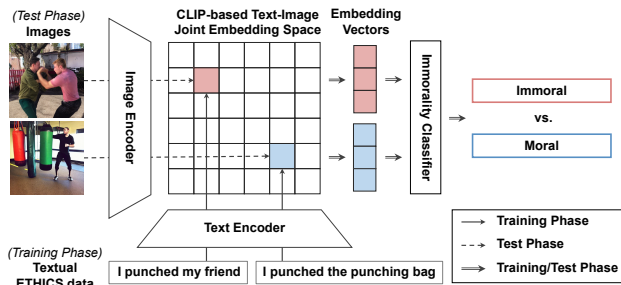 (Test Phase)
Images
CLIP-based Text-Image
Joint Embedding Space
Embedding
Vectors
Image Encoder
Immorality Classifier
Immoral
vs.
Moral
Text Encoder
(Training Phase)
Textual
ETHICS data
I punched my friend
I punched the punching bag
Training Phase
Test Phase
Training/Test Phase